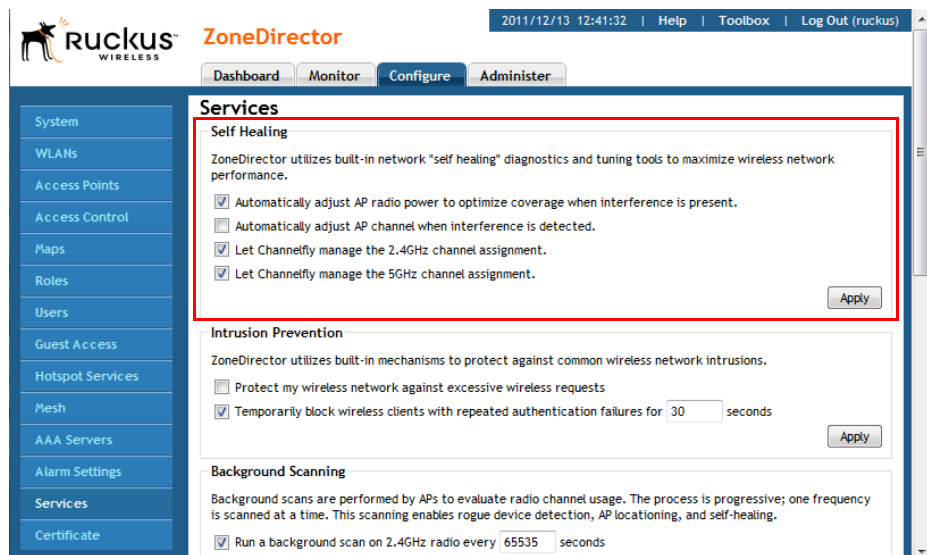 2011/12/13 12:41:32 | Help | Toolbox | Log Out (ruckus)
RUCKUS™
WIRELESS
ZoneDirector
Dashboard
Monitor
Configure
Administer
System
WLANs
Access Points
Access Control
Maps
Roles
Users
Guest Access
Hotspot Services
Mesh
AAA Servers
Alarm Settings
Services
Certificate
Services
Self Healing
ZoneDirector utilizes built-in network "self healing" diagnostics and tuning tools to maximize wireless network
performance.
Automatically adjust AP radio power to optimize coverage when interference is present.
Automatically adjust AP channel when interference is detected.
Let Channelfly manage the 2.4GHz channel assignment.
Let Channelfly manage the 5GHz channel assignment.
Apply
Intrusion Prevention
ZoneDirector utilizes built-in mechanisms to protect against common wireless network intrusions.
Protect my wireless network against excessive wireless requests
Temporarily block wireless clients with repeated authentication failures for 30 seconds
Apply
Background Scanning
Background scans are performed by APs to evaluate radio channel usage. The process is progressive; one frequency
is scanned at a time. This scanning enables rogue device detection, AP locationing, and self-healing.
Run a background scan on 2.4GHz radio every 65535 seconds